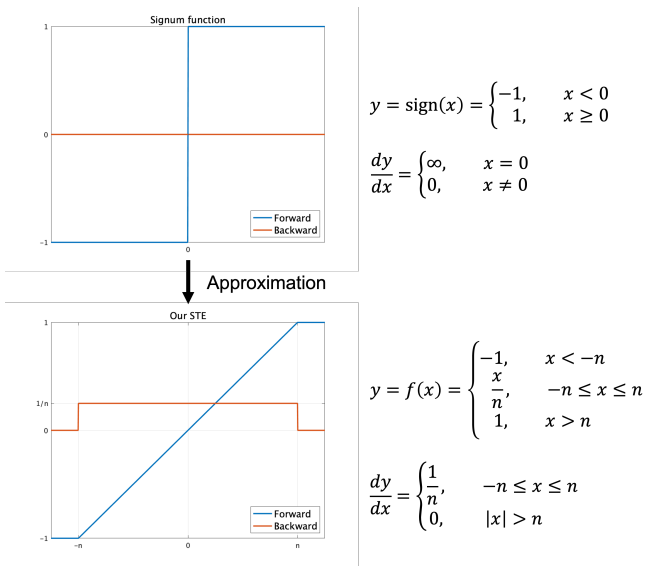 Signum function
1
0
−1
0
Forward
Backward
y = sign(x) = { −1, x < 0
1, x ≥ 0
dy/dx = { ∞, x = 0
0, x ≠ 0
Approximation
Our STE
1
1/n
0
−1
−n 0 n
Forward
Backward
y = f(x) = { −1, x < −n
x/n, −n ≤ x ≤ n
1, x > n
dy/dx = { 1/n, −n ≤ x ≤ n
0, |x| > n